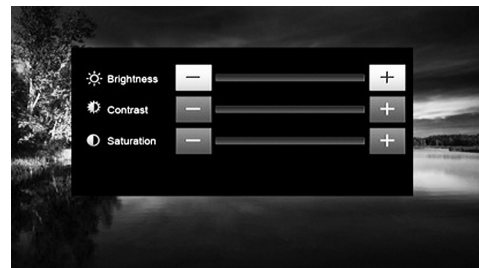 Brightness − +
Contrast − +
Saturation − +